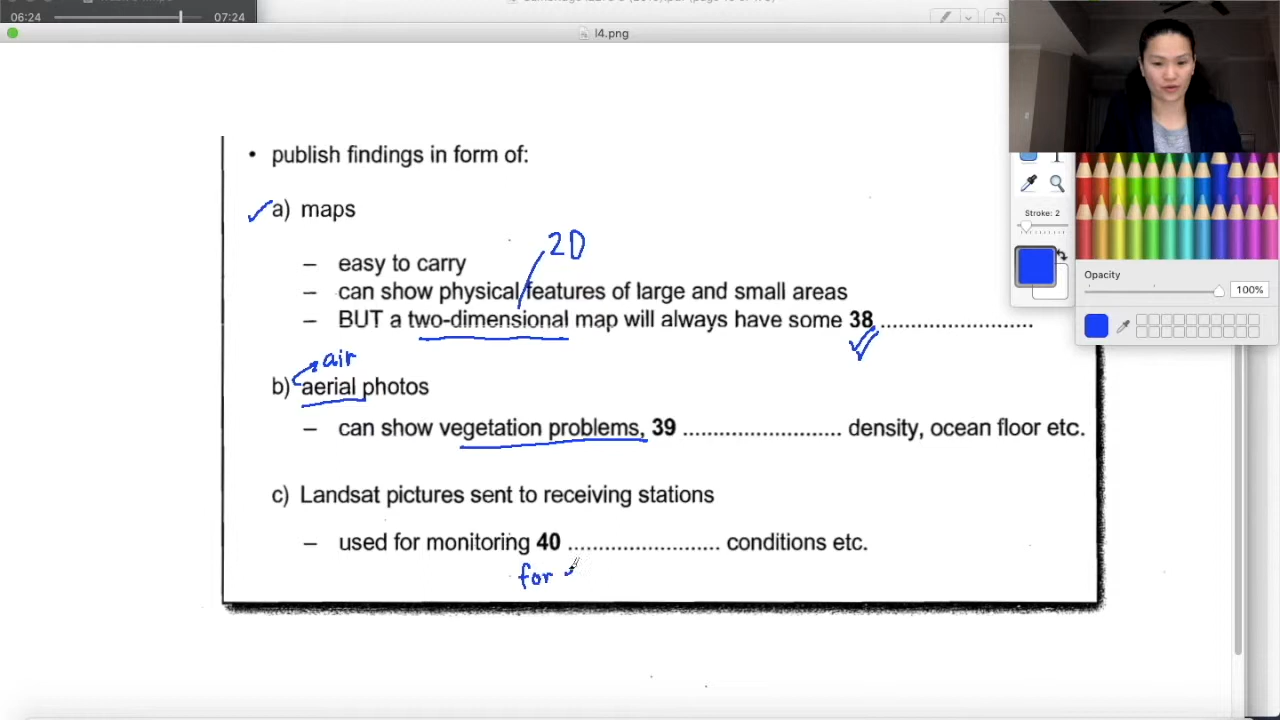 06:24
07:24
l4.png
• publish findings in form of:
a) maps
2D
– easy to carry
– can show physical features of large and small areas
– BUT a two-dimensional map will always have some 38 ..........................
air
b) aerial photos
– can show vegetation problems, 39 .......................... density, ocean floor etc.
c) Landsat pictures sent to receiving stations
– used for monitoring 40 ......................... conditions etc.
for
Stroke: 2
Opacity
100%